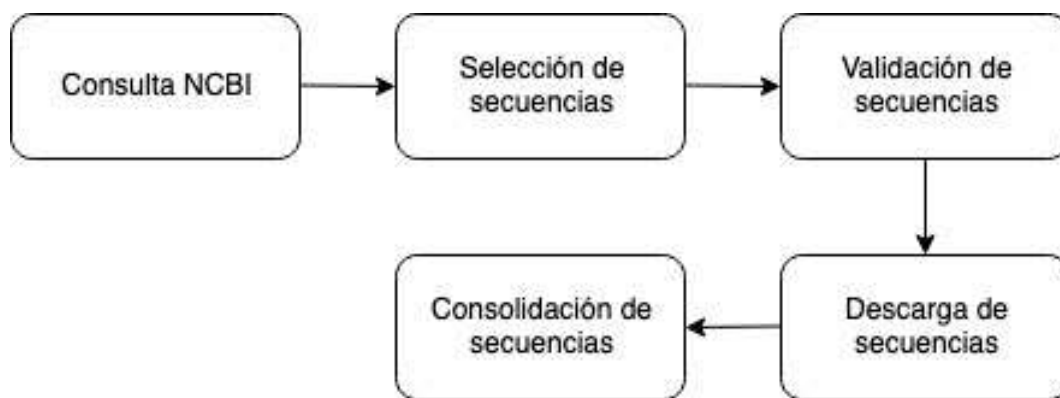 Consulta NCBI
Selección de
secuencias
Validación de
secuencias
Descarga de
secuencias
Consolidación de
secuencias